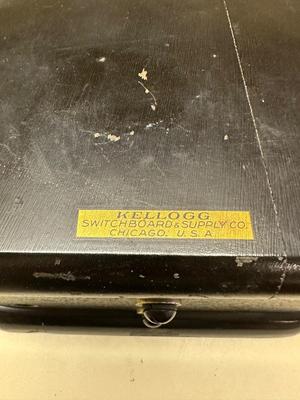 KELLOGG
SWITCHBOARD & SUPPLY CO.
CHICAGO. U.S.A.